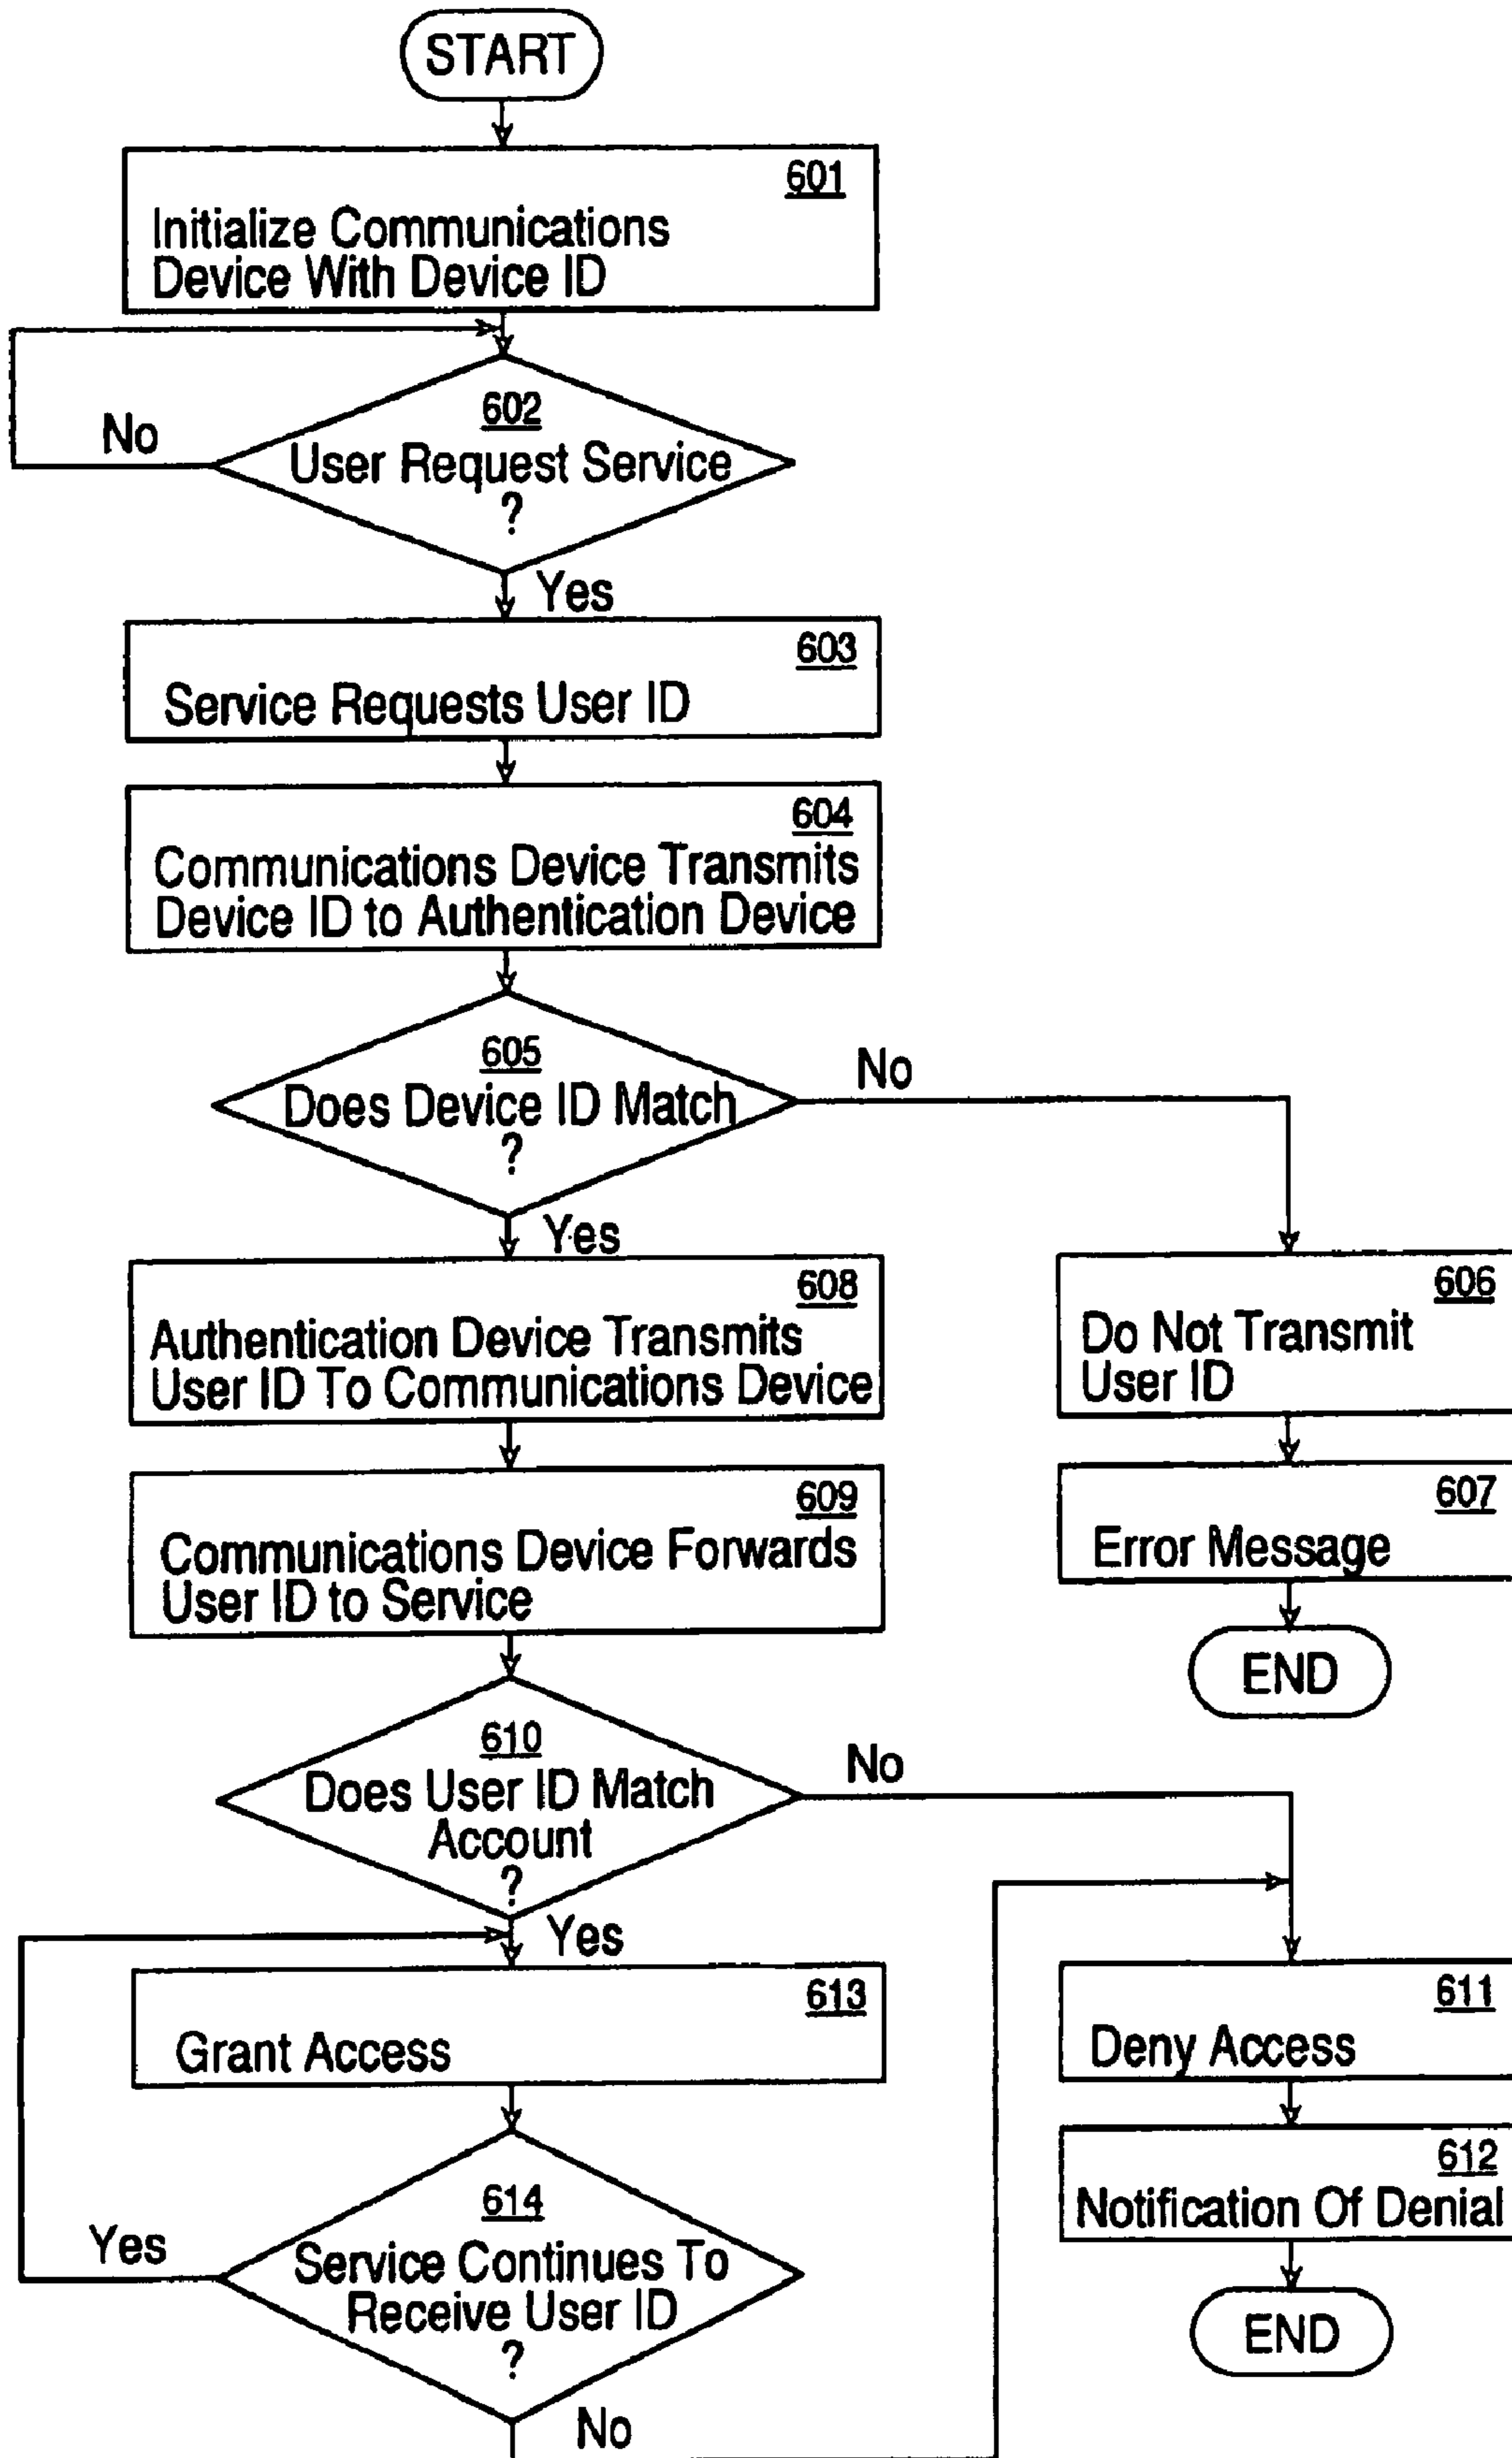 START
601
Initialize Communications
Device With Device ID
602
User Request Service
?
No
Yes
603
Service Requests User ID
604
Communications Device Transmits
Device ID to Authentication Device
605
Does Device ID Match
?
No
Yes
608
Authentication Device Transmits
User ID To Communications Device
606
Do Not Transmit
User ID
609
Communications Device Forwards
User ID to Service
607
Error Message
END
610
Does User ID Match
Account
?
No
Yes
613
Grant Access
611
Deny Access
614
Service Continues To
Receive User ID
?
Yes
No
612
Notification Of Denial
END